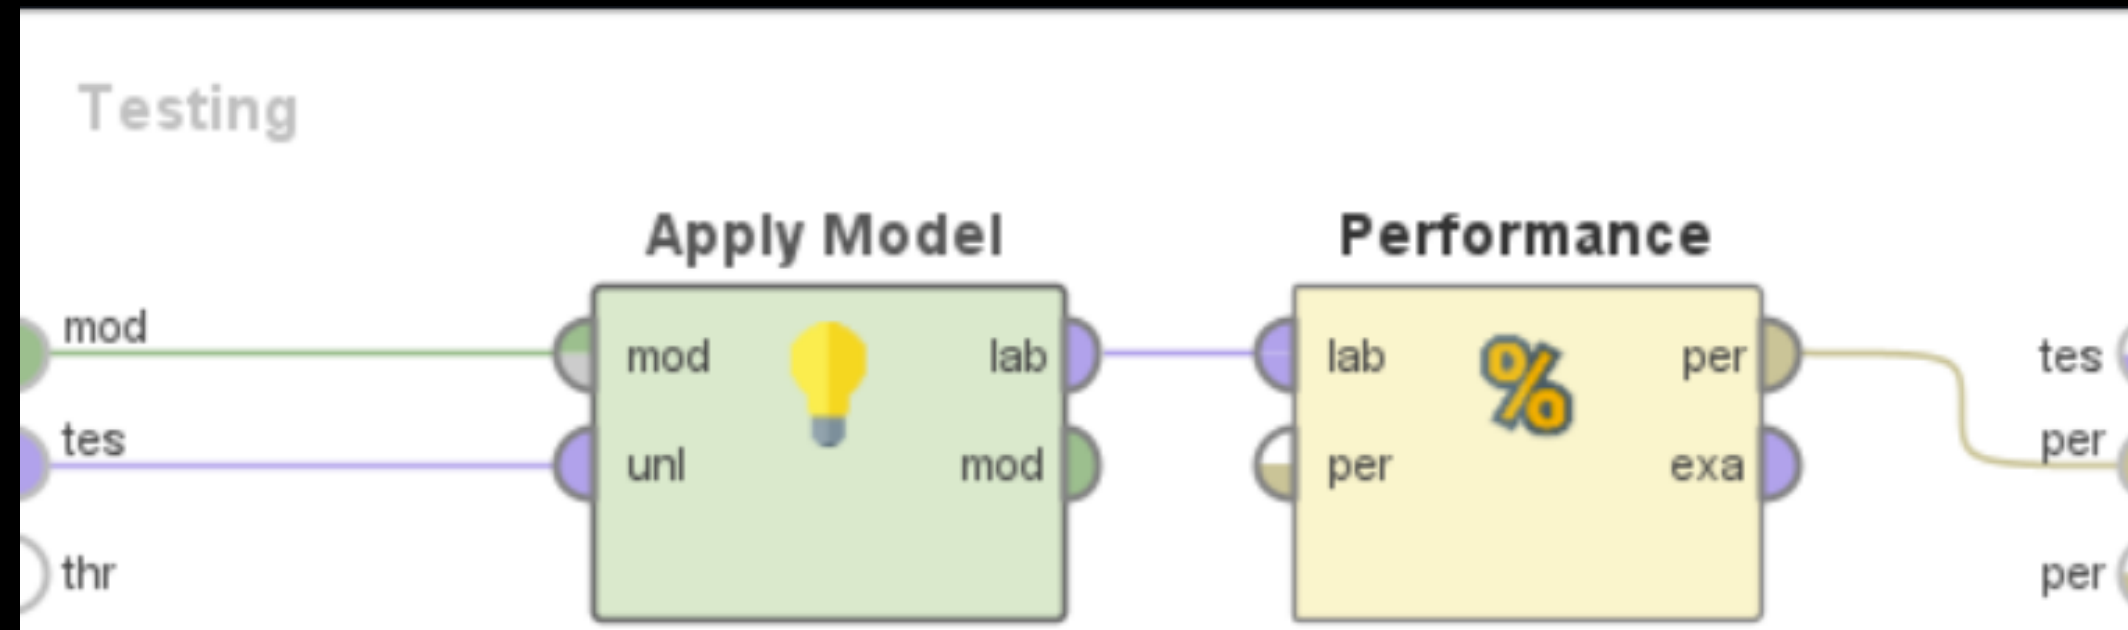 Testing
Apply Model Performance
mod mod lab lab per tes
tes unl mod per exa per
thr per